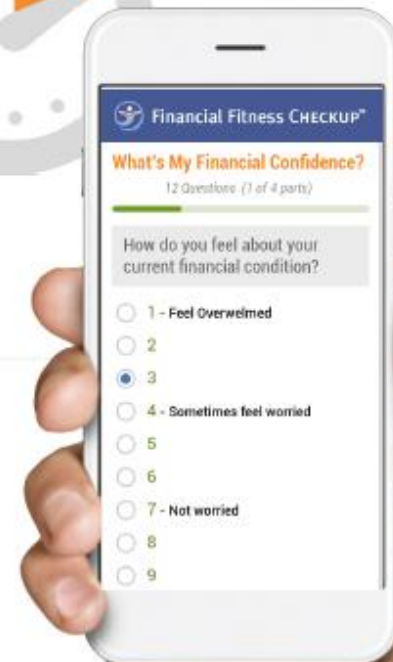 Financial Fitness CHECKUP™
What's My Financial Confidence?
12 Questions (1 of 4 parts)
How do you feel about your
current financial condition?
1 - Feel Overwelmed
2
3
4 - Sometimes feel worried
5
6
7 - Not worried
8
9